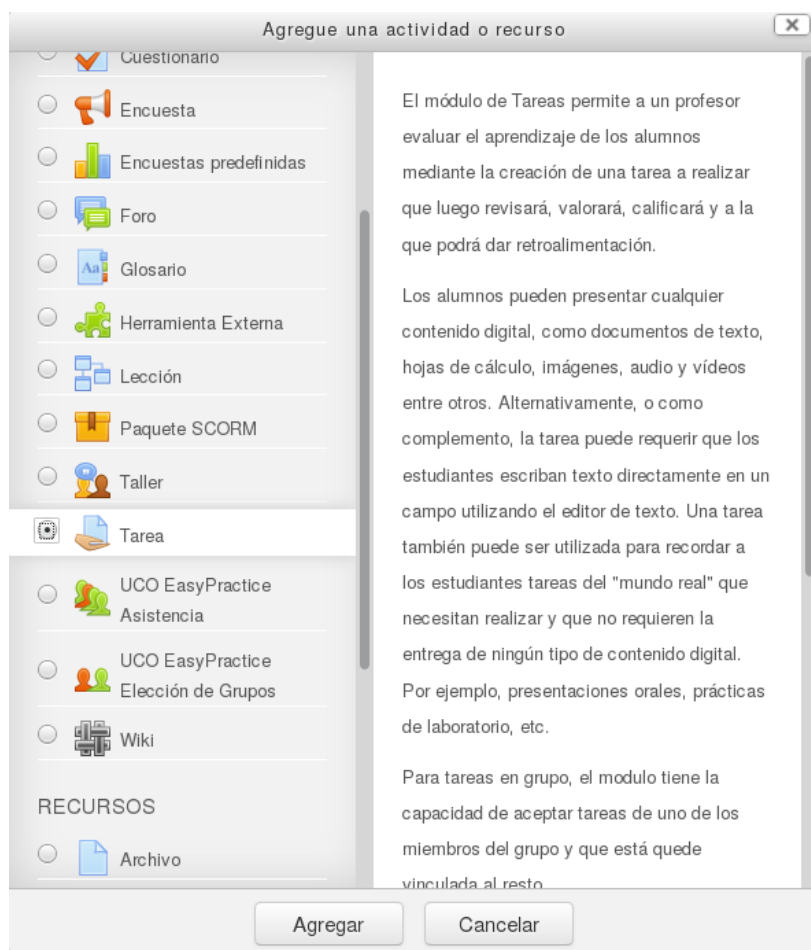 Agregue una actividad o recurso
Cuestionario
Encuesta
Encuestas predefinidas
Foro
Aa
Glosario
Herramienta Externa
Lección
Paquete SCORM
Taller
Tarea
UCO EasyPractice
Asistencia
UCO EasyPractice
Elección de Grupos
Wiki
RECURSOS
Archivo
El módulo de Tareas permite a un profesor
evaluar el aprendizaje de los alumnos
mediante la creación de una tarea a realizar
que luego revisará, valorará, calificará y a la
que podrá dar retroalimentación.
Los alumnos pueden presentar cualquier
contenido digital, como documentos de texto,
hojas de cálculo, imágenes, audio y vídeos
entre otros. Alternativamente, o como
complemento, la tarea puede requerir que los
estudiantes escriban texto directamente en un
campo utilizando el editor de texto. Una tarea
también puede ser utilizada para recordar a
los estudiantes tareas del "mundo real" que
necesitan realizar y que no requieren la
entrega de ningún tipo de contenido digital.
Por ejemplo, presentaciones orales, prácticas
de laboratorio, etc.
Para tareas en grupo, el modulo tiene la
capacidad de aceptar tareas de uno de los
miembros del grupo y que está quede
vinculada al resto.
Agregar
Cancelar